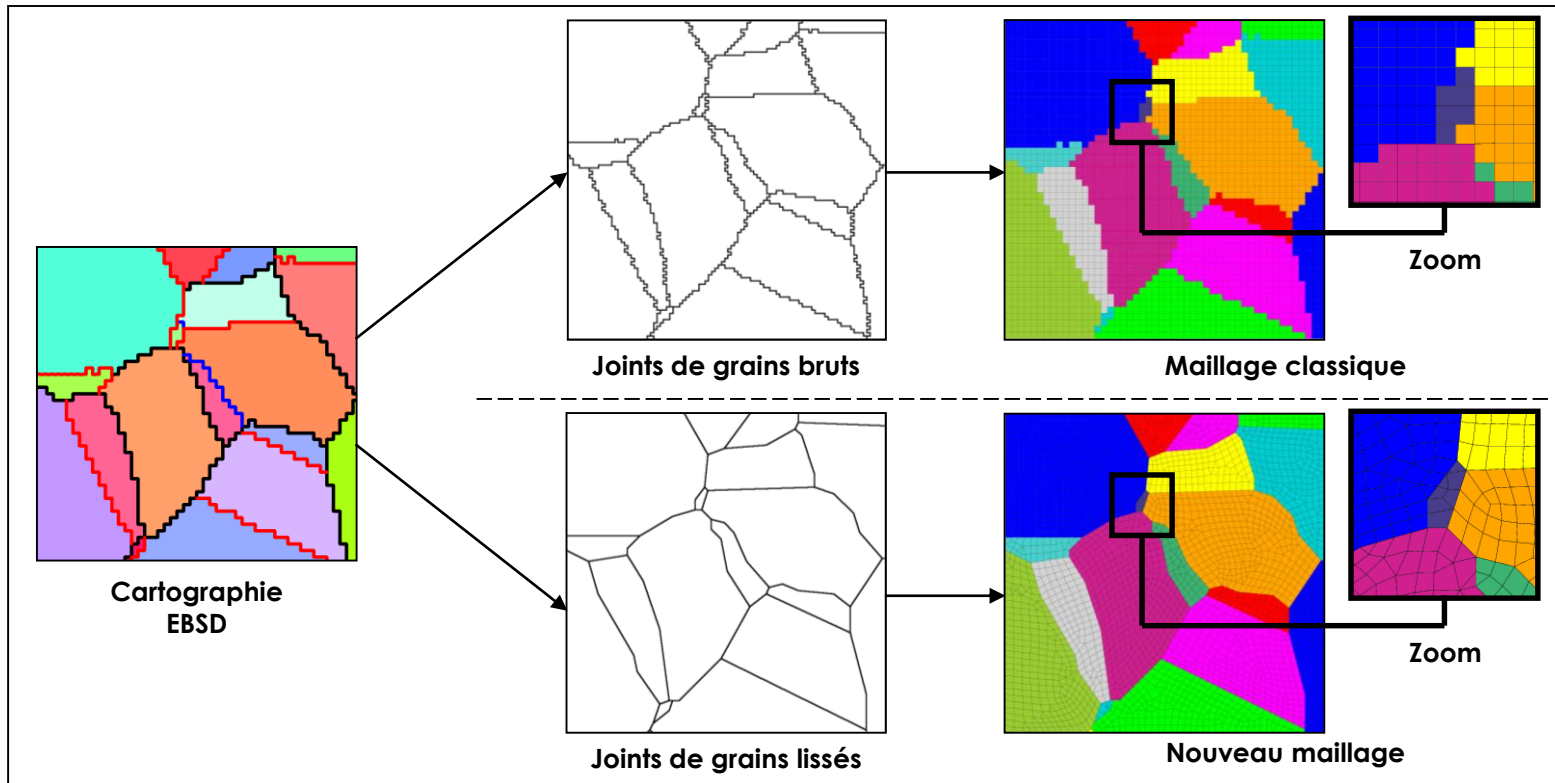 Joints de grains bruts
Maillage classique
Zoom
Cartographie
EBSD
Joints de grains lissés
Nouveau maillage
Zoom